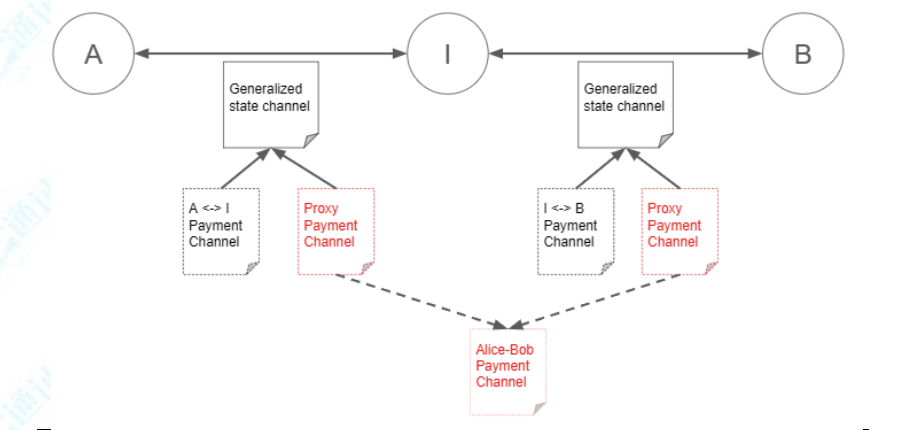 A
I
B
Generalized
state channel
Generalized
state channel
A <-> I
Payment
Channel
Proxy
Payment
Channel
I <-> B
Payment
Channel
Proxy
Payment
Channel
Alice-Bob
Payment
Channel